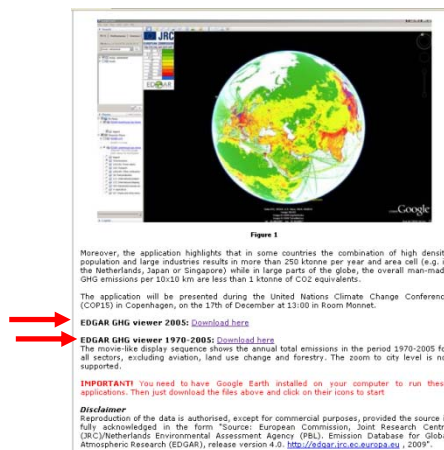 JRC
EDGAR
Google
Figure 1
Moreover, the application highlights that in some countries the combination of high densit
population and large industries results in more than 250 ktonne per year and area cell (e.g. i
the Netherlands, Japan or Singapore) while in large parts of the globe, the overall man-mad
GHG emissions per 10x10 km are less than 1 ktonne of CO2 equivalents.
The application will be presented during the United Nations Climate Change Conferenc
(COP15) in Copenhagen, on the 17th of December at 13:00 in Room Monnet.
EDGAR GHG viewer 2005: Download here
EDGAR GHG viewer 1970-2005: Download here
The movie-like display sequence shows the annual total emissions in the period 1970-2005 fo
all sectors, excluding aviation, land use change and forestry. The zoom to city level is no
supported.
IMPORTANT! You need to have Google Earth installed on your computer to run thes
applications. Then just download the files above and click on their icons to start
Disclaimer
Reproduction of the data is authorised, except for commercial purposes, provided the source i
fully acknowledged in the form "Source: European Commission, Joint Research Centr
(JRC)/Netherlands Environmental Assessment Agency (PBL). Emission Database for Globa
Atmospheric Research (EDGAR), release version 4.0. http://edgar.jrc.ec.europa.eu , 2009".